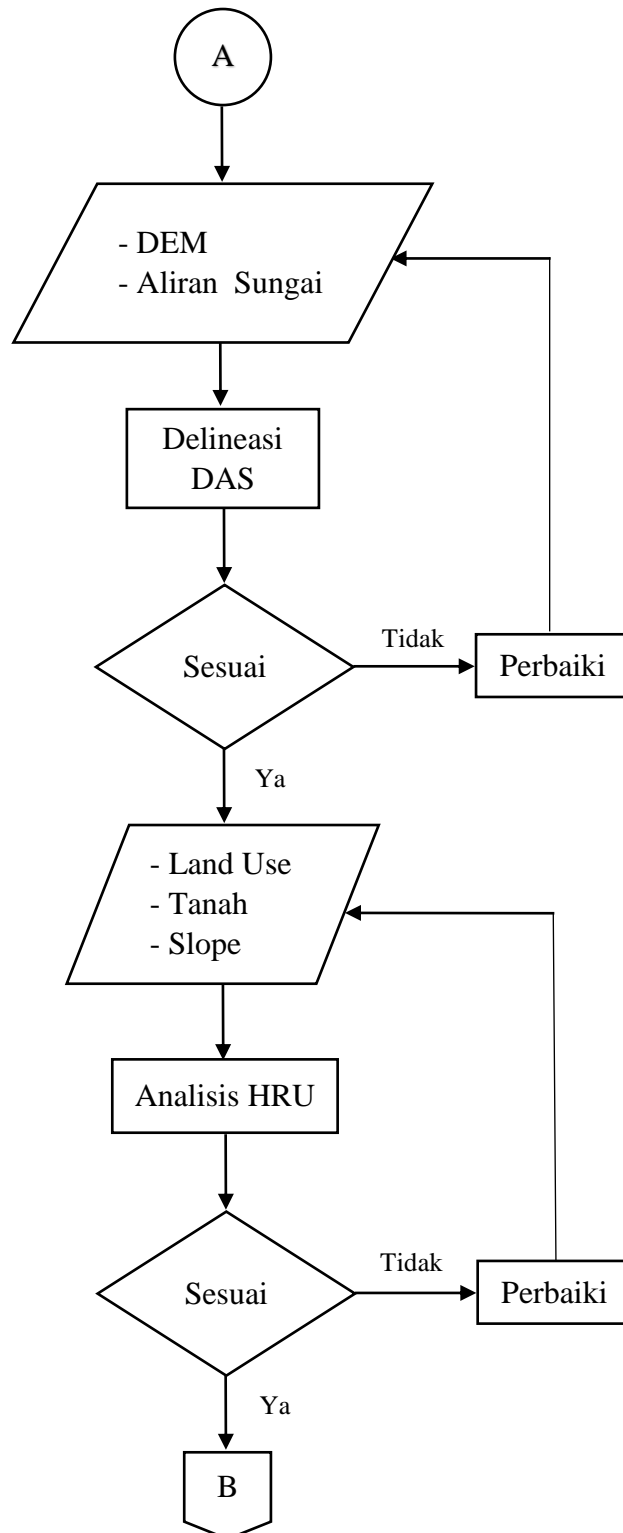 A
- DEM
- Aliran Sungai
Delineasi
DAS
Sesuai
Tidak
Perbaiki
Ya
- Land Use
- Tanah
- Slope
Analisis HRU
Sesuai
Tidak
Perbaiki
Ya
B